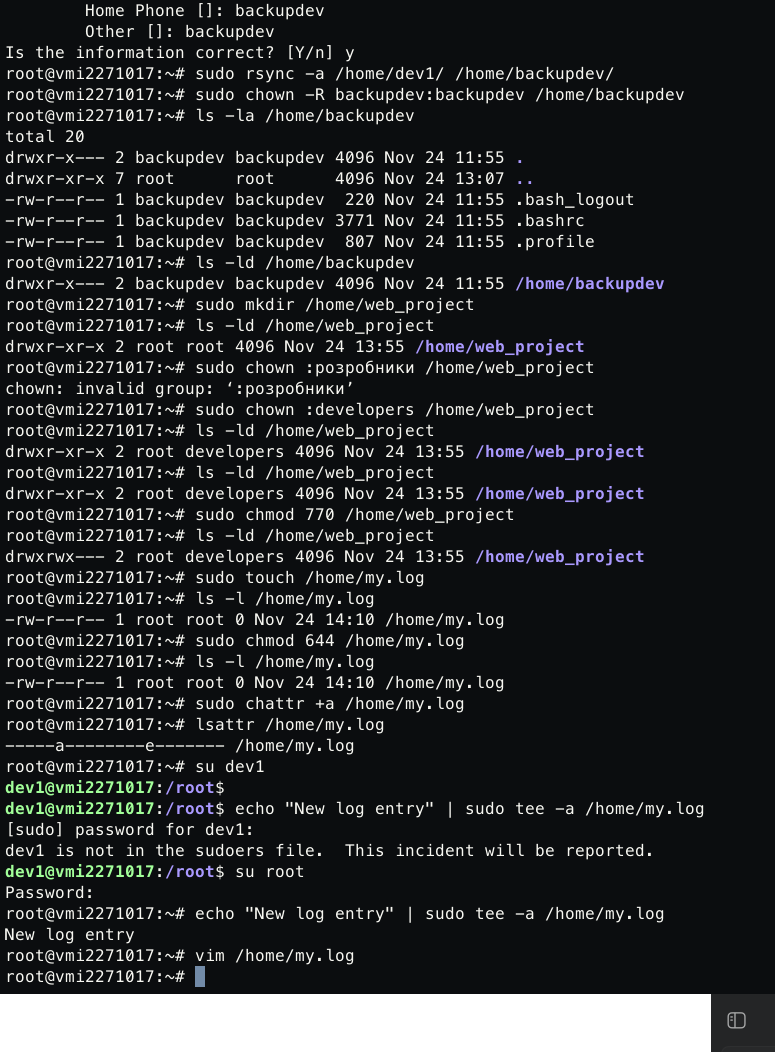 Home Phone []: backupdev
        Other []: backupdev
Is the information correct? [Y/n] y
root@vmi2271017:~# sudo rsync -a /home/dev1/ /home/backupdev/
root@vmi2271017:~# sudo chown -R backupdev:backupdev /home/backupdev
root@vmi2271017:~# ls -la /home/backupdev
total 20
drwxr-x--- 2 backupdev backupdev 4096 Nov 24 11:55 .
drwxr-xr-x 7 root      root      4096 Nov 24 13:07 ..
-rw-r--r-- 1 backupdev backupdev  220 Nov 24 11:55 .bash_logout
-rw-r--r-- 1 backupdev backupdev 3771 Nov 24 11:55 .bashrc
-rw-r--r-- 1 backupdev backupdev  807 Nov 24 11:55 .profile
root@vmi2271017:~# ls -ld /home/backupdev
drwxr-x--- 2 backupdev backupdev 4096 Nov 24 11:55 /home/backupdev
root@vmi2271017:~# sudo mkdir /home/web_project
root@vmi2271017:~# ls -ld /home/web_project
drwxr-xr-x 2 root root 4096 Nov 24 13:55 /home/web_project
root@vmi2271017:~# sudo chown :розробники /home/web_project
chown: invalid group: ‘:розробники’
root@vmi2271017:~# sudo chown :developers /home/web_project
root@vmi2271017:~# ls -ld /home/web_project
drwxr-xr-x 2 root developers 4096 Nov 24 13:55 /home/web_project
root@vmi2271017:~# ls -ld /home/web_project
drwxr-xr-x 2 root developers 4096 Nov 24 13:55 /home/web_project
root@vmi2271017:~# sudo chmod 770 /home/web_project
root@vmi2271017:~# ls -ld /home/web_project
drwxrwx--- 2 root developers 4096 Nov 24 13:55 /home/web_project
root@vmi2271017:~# sudo touch /home/my.log
root@vmi2271017:~# ls -l /home/my.log
-rw-r--r-- 1 root root 0 Nov 24 14:10 /home/my.log
root@vmi2271017:~# sudo chmod 644 /home/my.log
root@vmi2271017:~# ls -l /home/my.log
-rw-r--r-- 1 root root 0 Nov 24 14:10 /home/my.log
root@vmi2271017:~# sudo chattr +a /home/my.log
root@vmi2271017:~# lsattr /home/my.log
-----a--------e------- /home/my.log
root@vmi2271017:~# su dev1
dev1@vmi2271017:/root$
dev1@vmi2271017:/root$ echo "New log entry" | sudo tee -a /home/my.log
[sudo] password for dev1:
dev1 is not in the sudoers file.  This incident will be reported.
dev1@vmi2271017:/root$ su root
Password:
root@vmi2271017:~# echo "New log entry" | sudo tee -a /home/my.log
New log entry
root@vmi2271017:~# vim /home/my.log
root@vmi2271017:~#